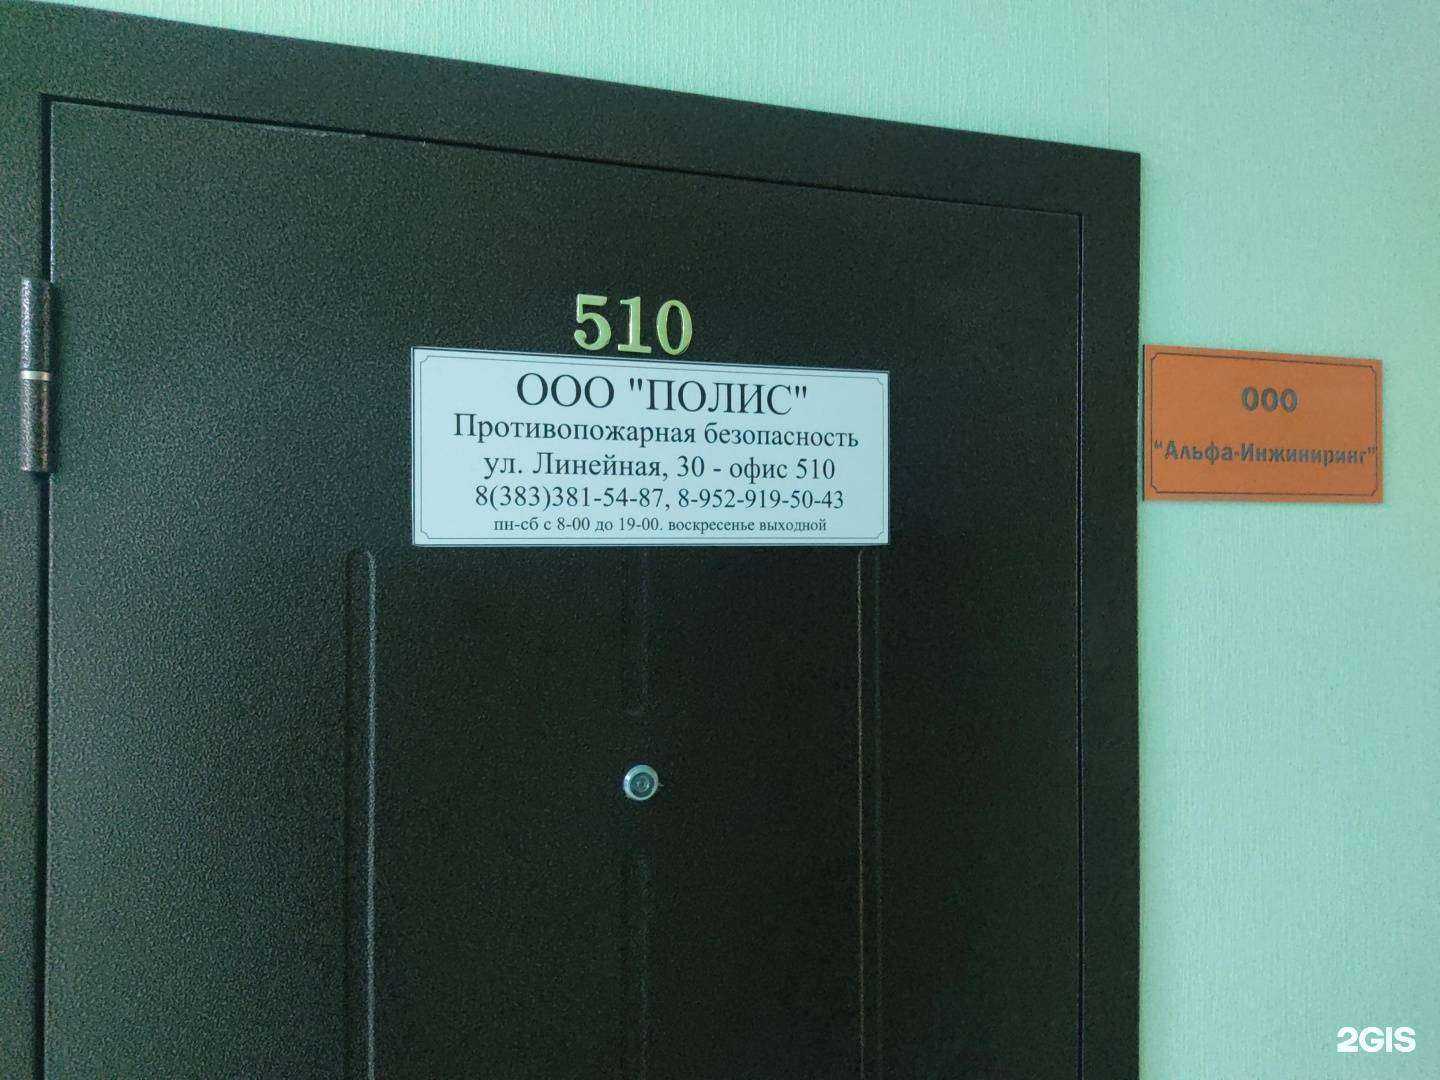 510
ООО "ПОЛИС"
Противопожарная безопасность
ул. Линейная, 30 - офис 510
8(383)381-54-87, 8-952-919-50-43
пн-сб с 8-00 до 19-00. воскресенье выходной
ООО
"Альфа-Инжиниринг"
2GIS